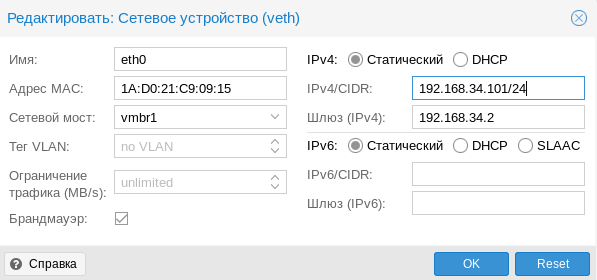 Редактировать: Сетевое устройство (veth)
Имя: eth0
Адрес MAC: 1A:D0:21:C9:09:15
Сетевой мост: vmbr1
Тег VLAN: no VLAN
Ограничение
трафика (MB/s): unlimited
Брандмауэр:
IPv4: Статический DHCP
IPv4/CIDR: 192.168.34.101/24
Шлюз (IPv4): 192.168.34.2
IPv6: Статический DHCP SLAAC
IPv6/CIDR:
Шлюз (IPv6):
? Справка
OK Reset